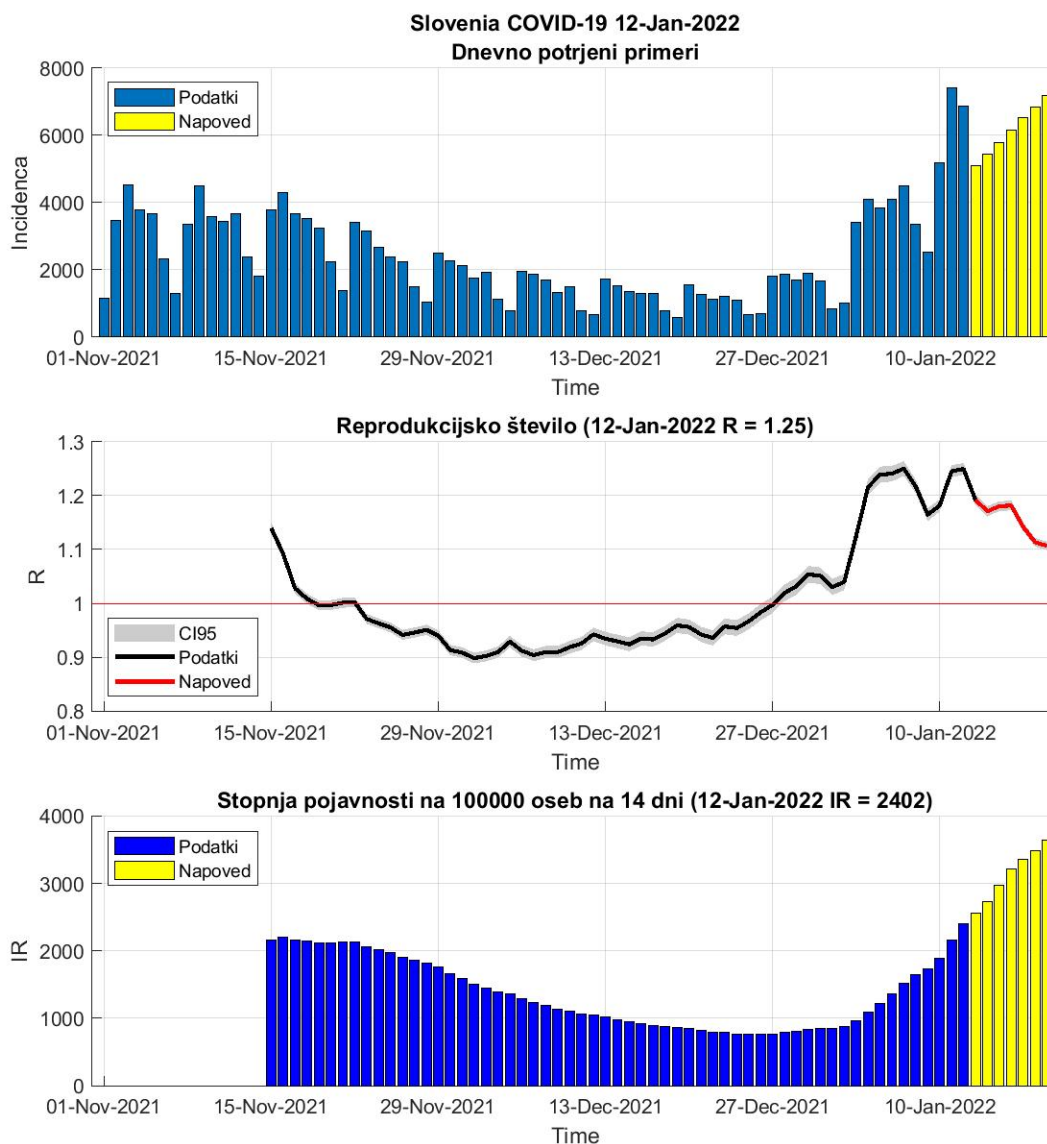 Slovenia COVID-19 12-Jan-2022
Dnevno potrjeni primeri
8000
6000
4000
2000
0
Incidenca
Podatki
Napoved
01-Nov-2021 15-Nov-2021 29-Nov-2021 13-Dec-2021 27-Dec-2021 10-Jan-2022
Time
Reprodukcijsko število (12-Jan-2022 R = 1.25)
1.3
1.2
1.1
1
0.9
0.8
R
CI95
Podatki
Napoved
01-Nov-2021 15-Nov-2021 29-Nov-2021 13-Dec-2021 27-Dec-2021 10-Jan-2022
Time
Stopnja pojavnosti na 100000 oseb na 14 dni (12-Jan-2022 IR = 2402)
4000
3000
2000
1000
0
IR
Podatki
Napoved
01-Nov-2021 15-Nov-2021 29-Nov-2021 13-Dec-2021 27-Dec-2021 10-Jan-2022
Time